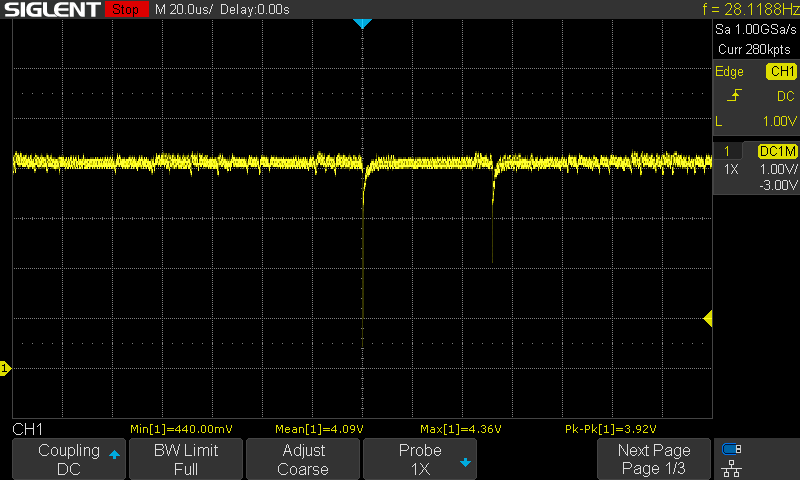 SIGLENT Stop M 20.0us/ Delay:0.00s f = 28.1188Hz
Sa 1.00GSa/s
Curr 280kpts
Edge CH1
DC
L 1.00V
1 DC1M
1X 1.00V/
-3.00V
1
CH1 Min[1]=440.00mV Mean[1]=4.09V Max[1]=4.36V Pk-Pk[1]=3.92V
Coupling BW Limit Adjust Probe Next Page
DC Full Coarse 1X Page 1/3